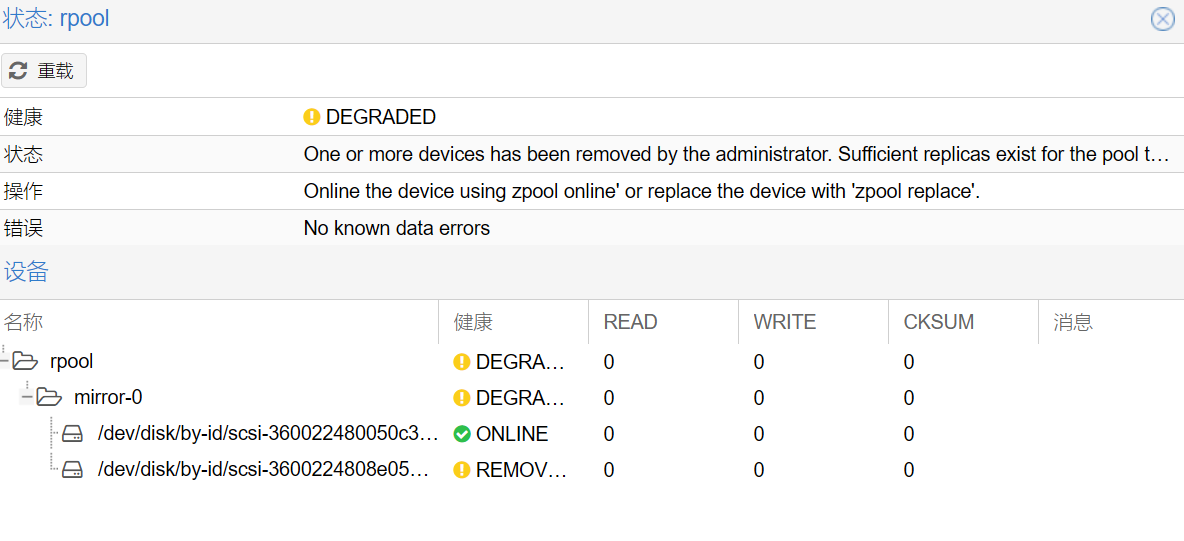 状态: rpool
重载
健康 DEGRADED
状态 One or more devices has been removed by the administrator. Sufficient replicas exist for the pool t…
操作 Online the device using zpool online' or replace the device with 'zpool replace'.
错误 No known data errors
设备
名称 健康 READ WRITE CKSUM 消息
rpool DEGRA… 0 0 0
mirror-0 DEGRA… 0 0 0
/dev/disk/by-id/scsi-360022480050c3… ONLINE 0 0 0
/dev/disk/by-id/scsi-3600224808e05… REMOV… 0 0 0